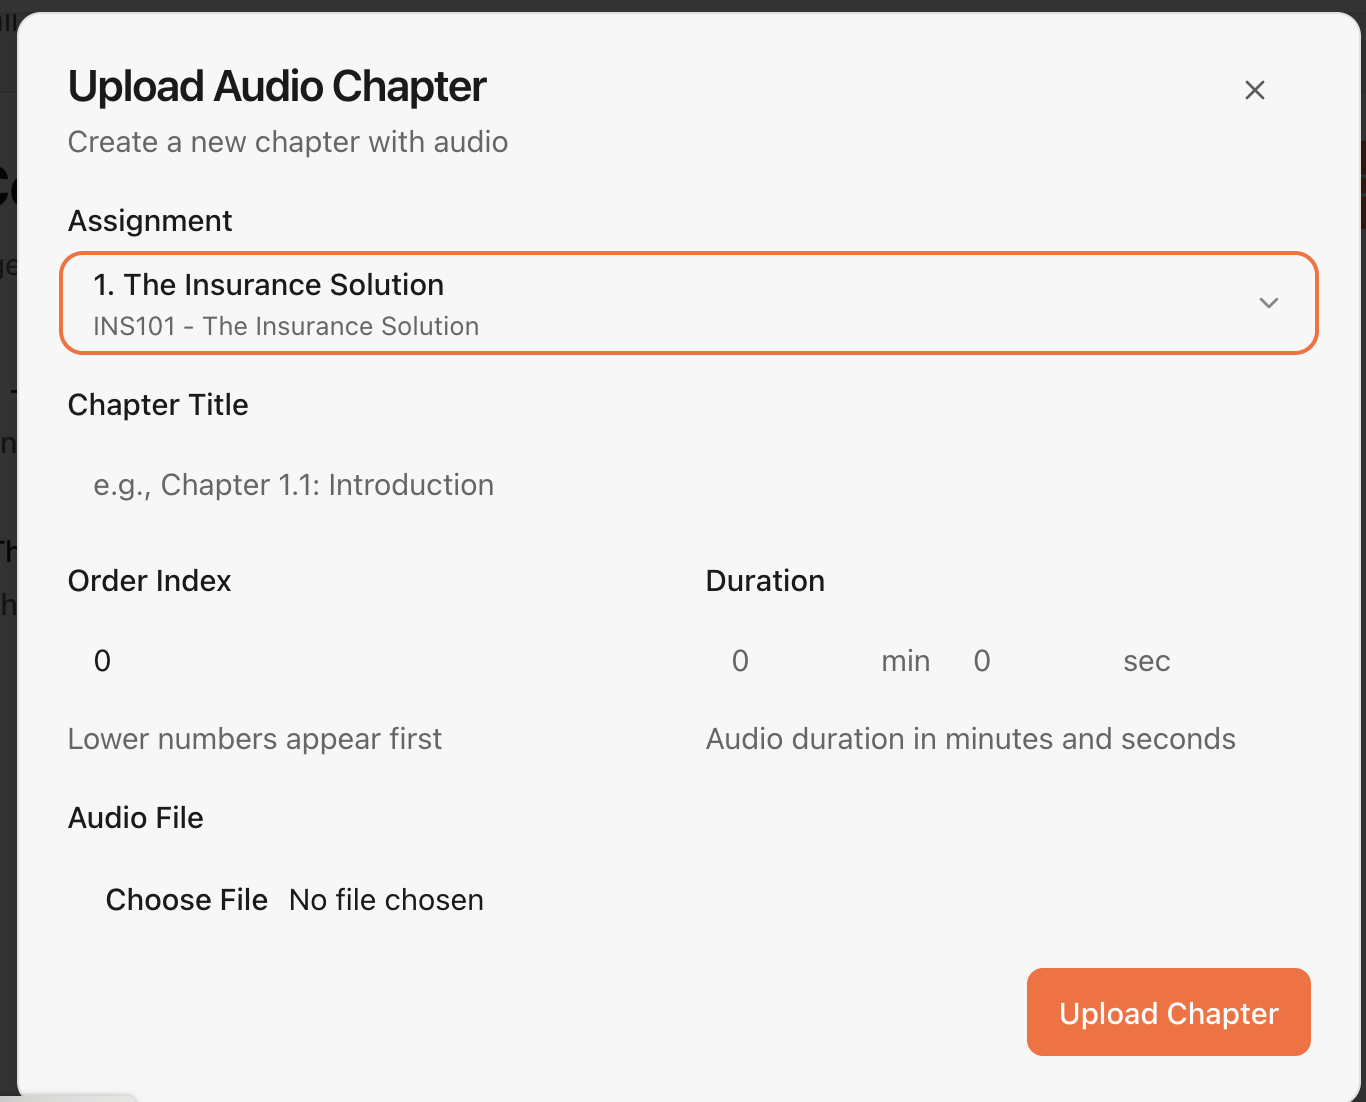 Upload Audio Chapter
Create a new chapter with audio
Assignment
1. The Insurance Solution
INS101 - The Insurance Solution
Chapter Title
e.g., Chapter 1.1: Introduction
Order Index
Duration
0
0 min 0 sec
Lower numbers appear first
Audio duration in minutes and seconds
Audio File
Choose File No file chosen
Upload Chapter